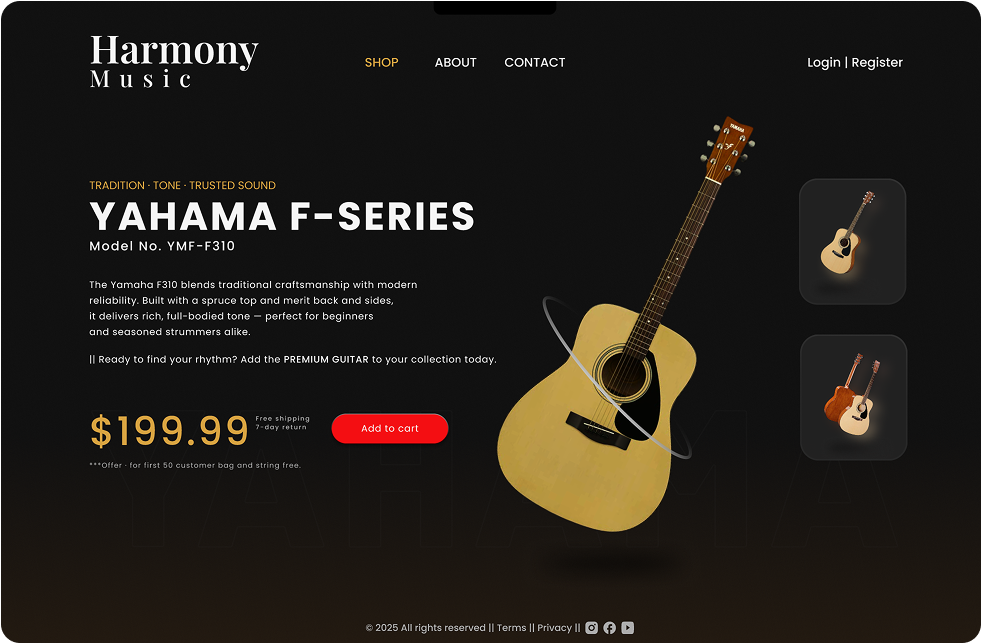 Harmony
Music
SHOP ABOUT CONTACT
Login | Register
YAMAHA
TRADITION · TONE · TRUSTED SOUND
YAHAMA F-SERIES
Model No. YMF-F310
The Yamaha F310 blends traditional craftsmanship with modern
reliability. Built with a spruce top and merit back and sides,
it delivers rich, full-bodied tone — perfect for beginners
and seasoned strummers alike.
|| Ready to find your rhythm? Add the PREMIUM GUITAR to your collection today.
$199.99
Free shipping
7-day return
Add to cart
***Offer - for first 50 customer bag and string free.
YAHAMA
© 2025 All rights reserved || Terms || Privacy ||